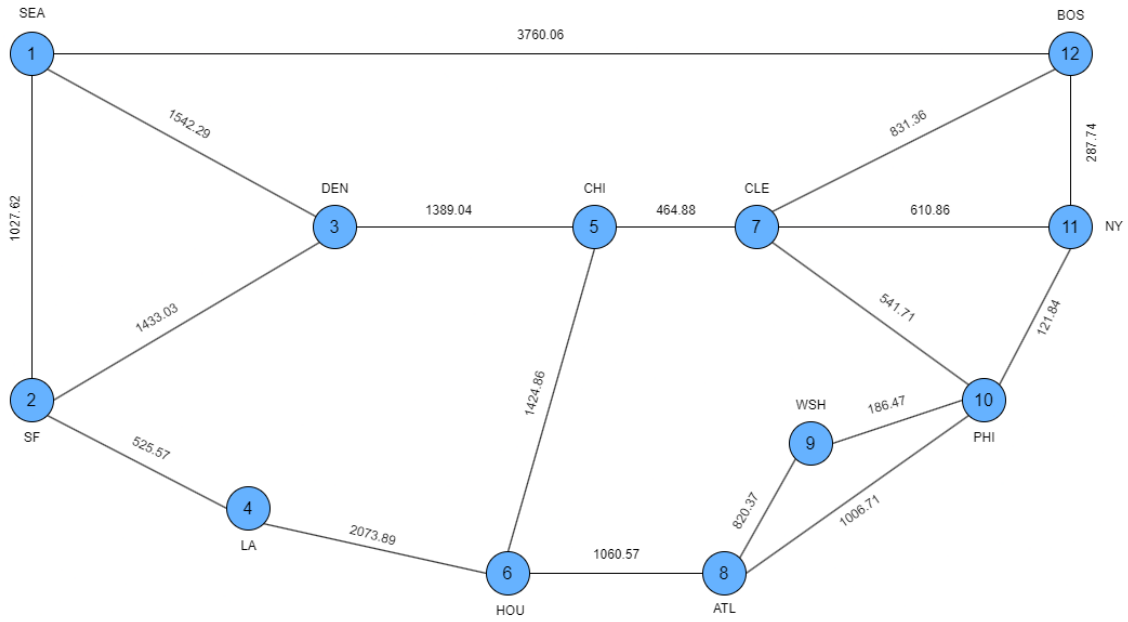 SEA
BOS
3760.06
1
12
1542.29
831.36
287.74
1027.62
DEN
CHI
CLE
1389.04
464.88
610.86
3
5
7
11
NY
1433.03
541.71
121.84
1424.86
2
SF
WSH
186.47
10
PHI
9
525.57
4
LA
820.37
1006.71
2073.89
1060.57
6
HOU
8
ATL